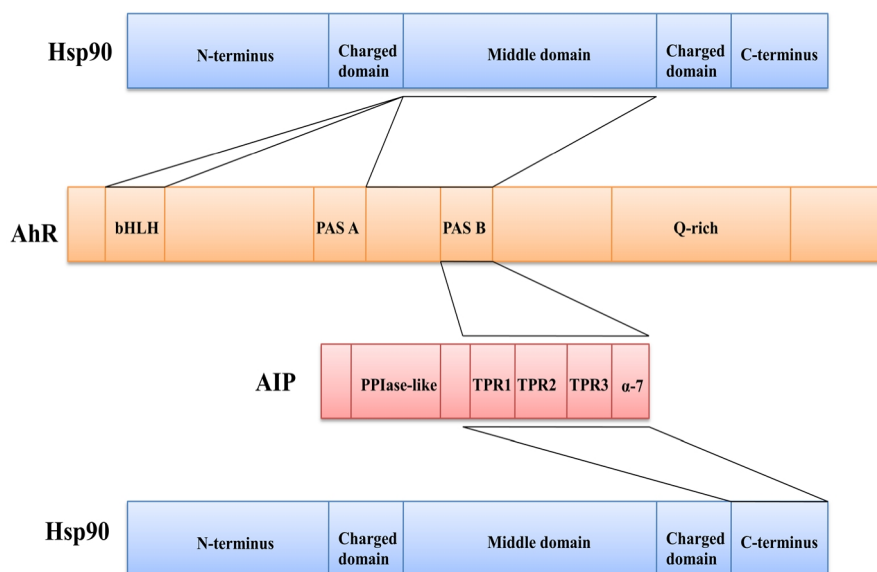 Hsp90
N-terminus
Charged
domain
Middle domain
Charged
domain
C-terminus
AhR
bHLH
PAS A
PAS B
Q-rich
AIP
PPIase-like
TPR1
TPR2
TPR3
α-7
Hsp90
N-terminus
Charged
domain
Middle domain
Charged
domain
C-terminus